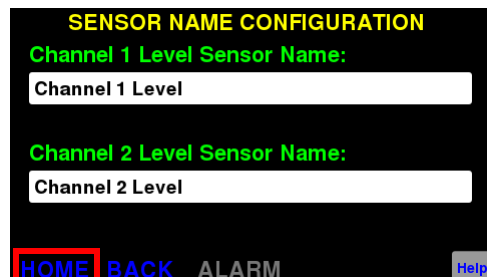 SENSOR NAME CONFIGURATION
Channel 1 Level Sensor Name:
Channel 1 Level
Channel 2 Level Sensor Name:
Channel 2 Level
HOME BACK ALARM Help